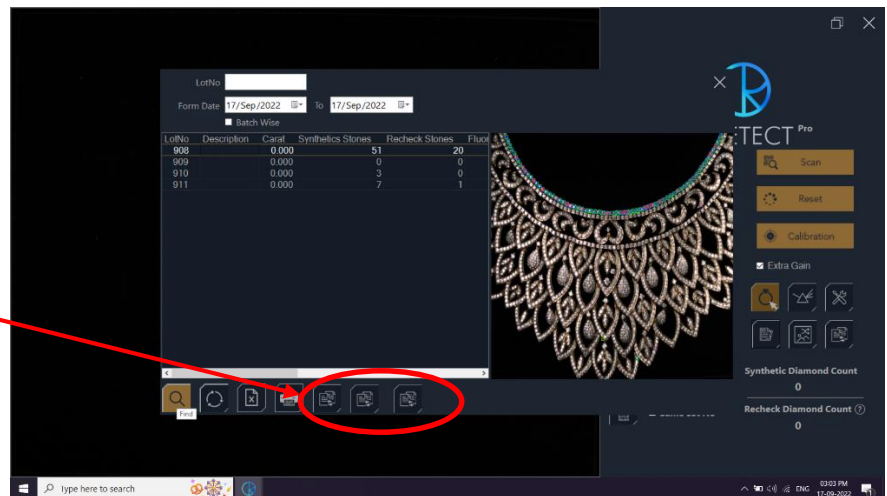 LotNo
Form Date 17/Sep/2022 To 17/Sep/2022
Batch Wise
LotNo Description Carat Synthetics Stones Recheck Stones Fluor
908 0.000 51 20
909 0.000 0 0
910 0.000 3 0
911 0.000 7 1
Find
ETECT Pro
Scan
Reset
Calibration
Extra Gain
Synthetic Diamond Count
0
Recheck Diamond Count ?
0
Type here to search
ENG
03:03 PM
17-09-2022